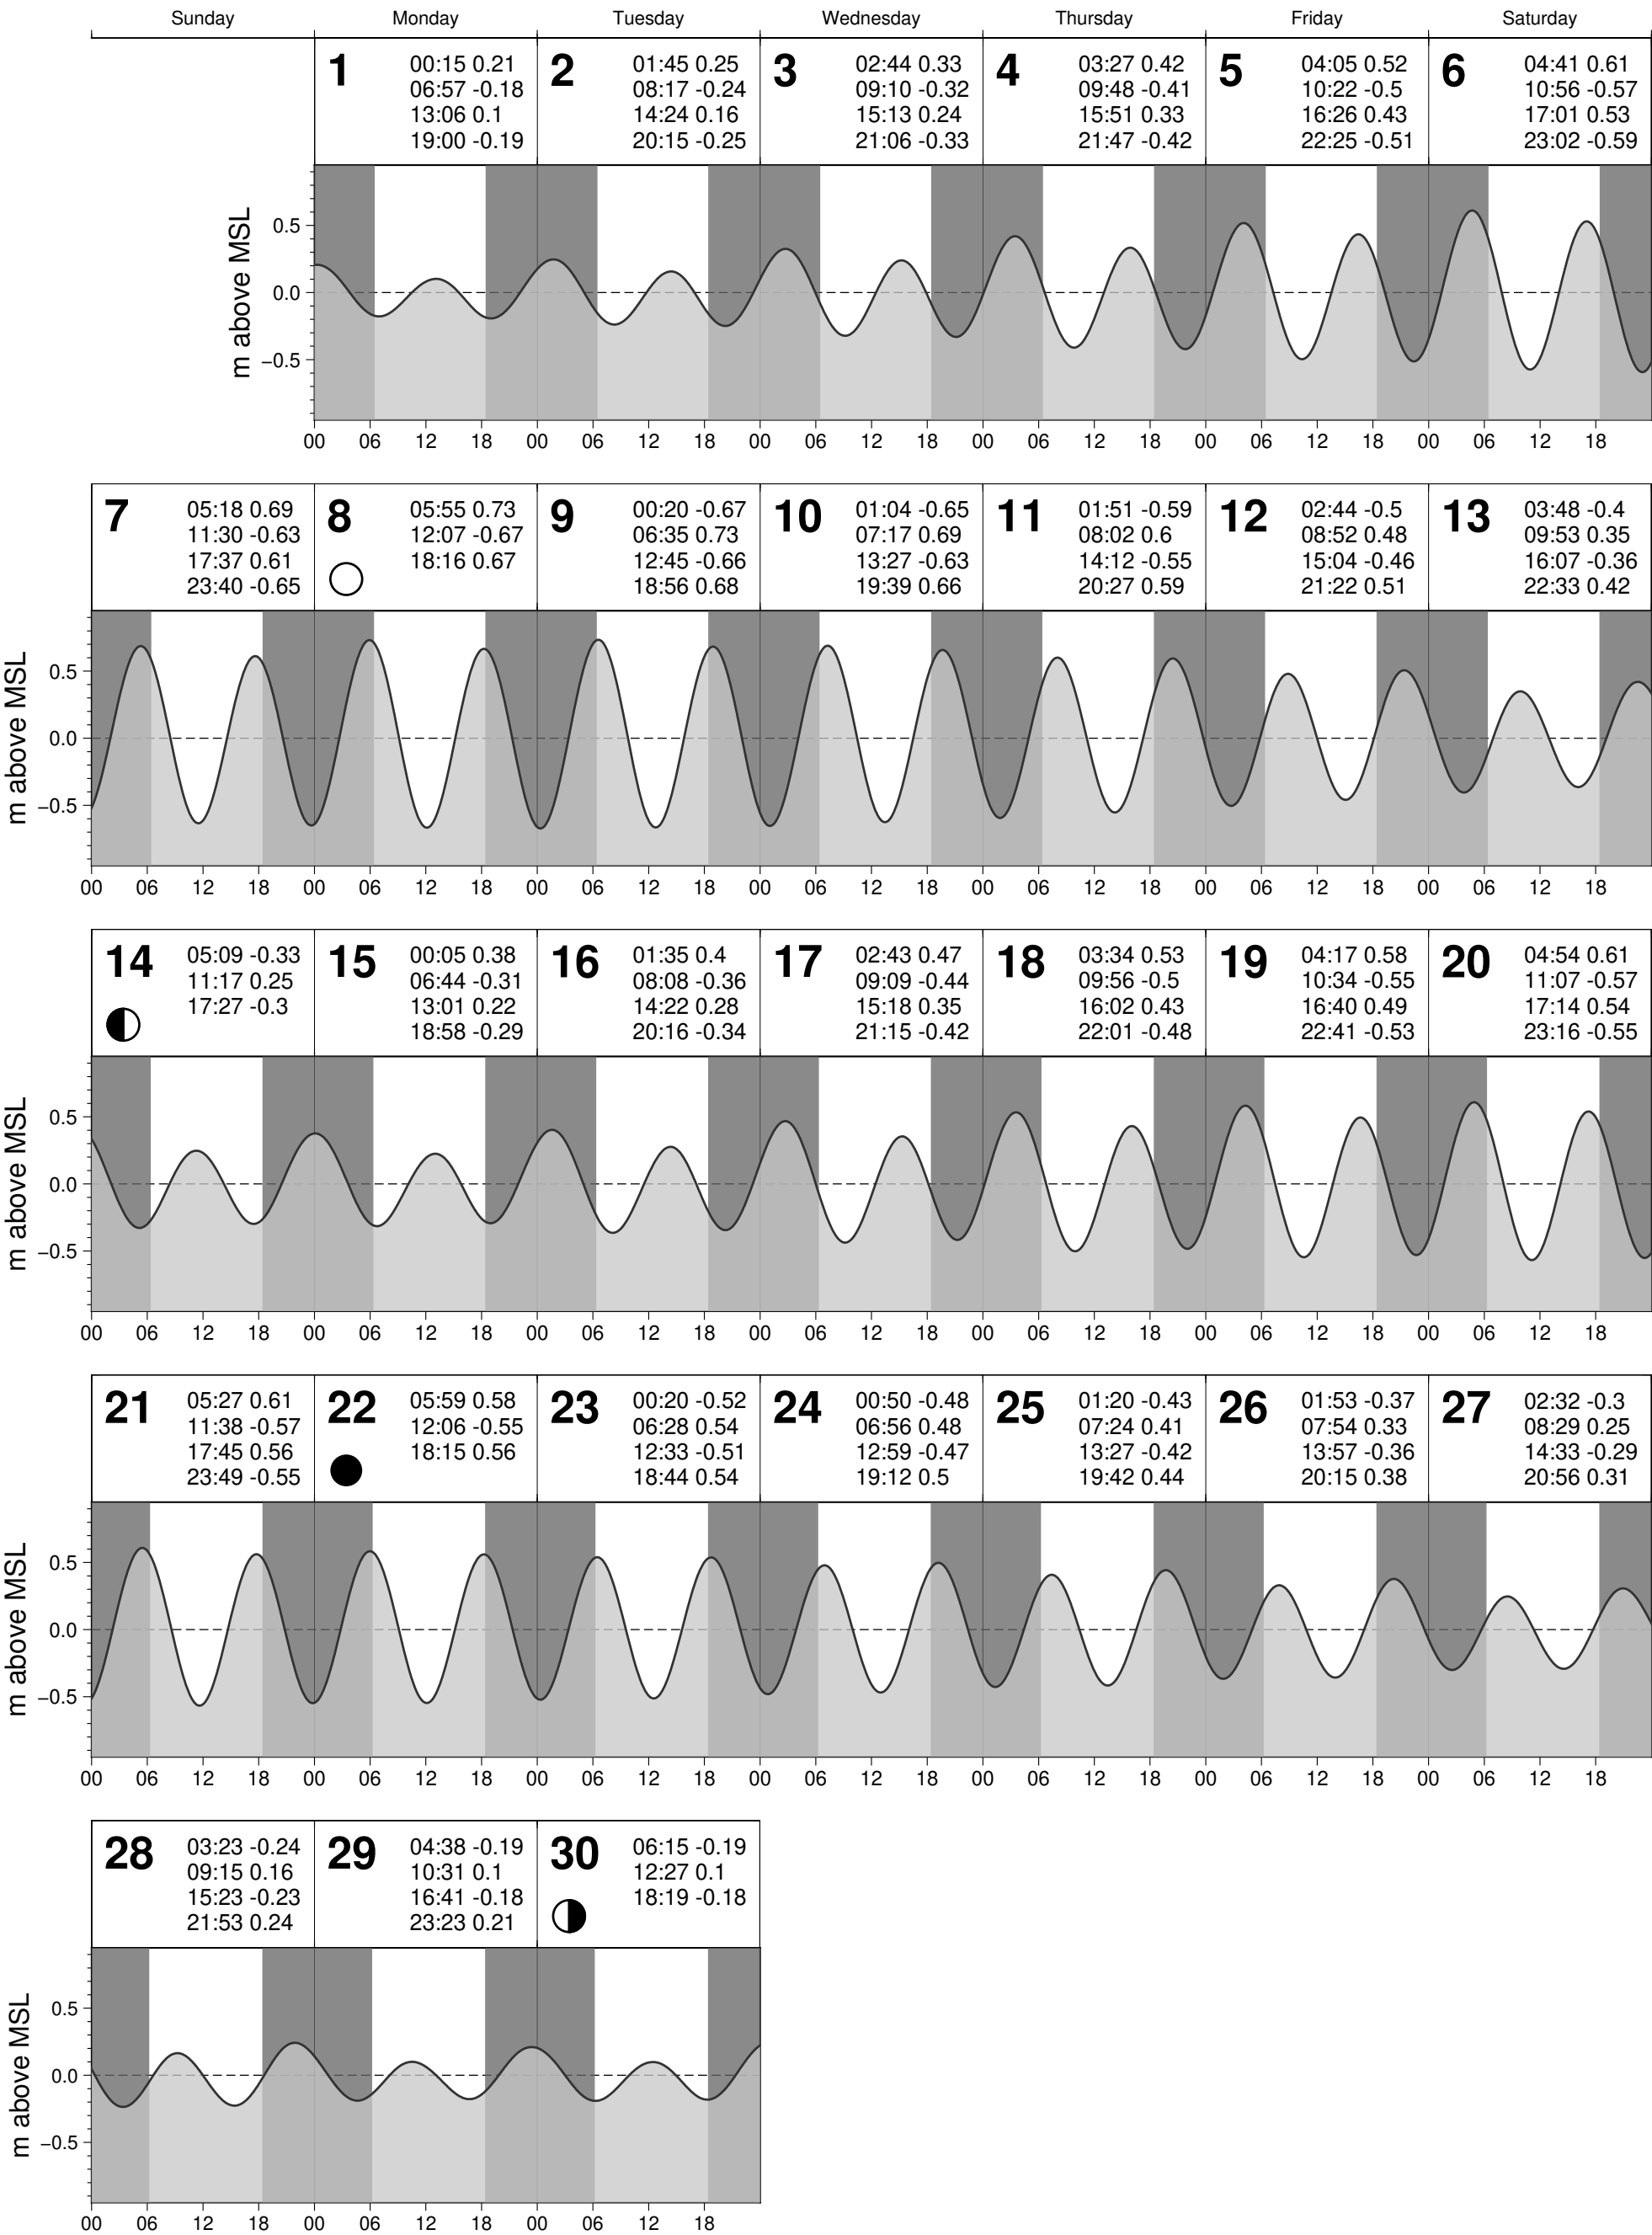 Sunday Monday Tuesday Wednesday Thursday Friday Saturday
1 00:15 0.21 2 01:45 0.25 3 02:44 0.33 4 03:27 0.42 5 04:05 0.52 6 04:41 0.61
06:57 -0.18 08:17 -0.24 09:10 -0.32 09:48 -0.41 10:22 -0.5 10:56 -0.57
13:06 0.1 14:24 0.16 15:13 0.24 15:51 0.33 16:26 0.43 17:01 0.53
19:00 -0.19 20:15 -0.25 21:06 -0.33 21:47 -0.42 22:25 -0.51 23:02 -0.59
m above MSL
0.5
0.0
−0.5
00 06 12 18 00 06 12 18 00 06 12 18 00 06 12 18 00 06 12 18 00 06 12 18
7 05:18 0.69 8 05:55 0.73 9 00:20 -0.67 10 01:04 -0.65 11 01:51 -0.59 12 02:44 -0.5 13 03:48 -0.4
11:30 -0.63 12:07 -0.67 06:35 0.73 07:17 0.69 08:02 0.6 08:52 0.48 09:53 0.35
17:37 0.61 18:16 0.67 12:45 -0.66 13:27 -0.63 14:12 -0.55 15:04 -0.46 16:07 -0.36
23:40 -0.65 18:56 0.68 19:39 0.66 20:27 0.59 21:22 0.51 22:33 0.42
m above MSL
0.5
0.0
−0.5
00 06 12 18 00 06 12 18 00 06 12 18 00 06 12 18 00 06 12 18 00 06 12 18 00 06 12 18
14 05:09 -0.33 15 00:05 0.38 16 01:35 0.4 17 02:43 0.47 18 03:34 0.53 19 04:17 0.58 20 04:54 0.61
11:17 0.25 06:44 -0.31 08:08 -0.36 09:09 -0.44 09:56 -0.5 10:34 -0.55 11:07 -0.57
17:27 -0.3 13:01 0.22 14:22 0.28 15:18 0.35 16:02 0.43 16:40 0.49 17:14 0.54
18:58 -0.29 20:16 -0.34 21:15 -0.42 22:01 -0.48 22:41 -0.53 23:16 -0.55
m above MSL
0.5
0.0
−0.5
00 06 12 18 00 06 12 18 00 06 12 18 00 06 12 18 00 06 12 18 00 06 12 18 00 06 12 18
21 05:27 0.61 22 05:59 0.58 23 00:20 -0.52 24 00:50 -0.48 25 01:20 -0.43 26 01:53 -0.37 27 02:32 -0.3
11:38 -0.57 12:06 -0.55 06:28 0.54 06:56 0.48 07:24 0.41 07:54 0.33 08:29 0.25
17:45 0.56 18:15 0.56 12:33 -0.51 12:59 -0.47 13:27 -0.42 13:57 -0.36 14:33 -0.29
23:49 -0.55 18:44 0.54 19:12 0.5 19:42 0.44 20:15 0.38 20:56 0.31
m above MSL
0.5
0.0
−0.5
00 06 12 18 00 06 12 18 00 06 12 18 00 06 12 18 00 06 12 18 00 06 12 18 00 06 12 18
28 03:23 -0.24 29 04:38 -0.19 30 06:15 -0.19
09:15 0.16 10:31 0.1 12:27 0.1
15:23 -0.23 16:41 -0.18 18:19 -0.18
21:53 0.24 23:23 0.21
m above MSL
0.5
0.0
−0.5
00 06 12 18 00 06 12 18 00 06 12 18